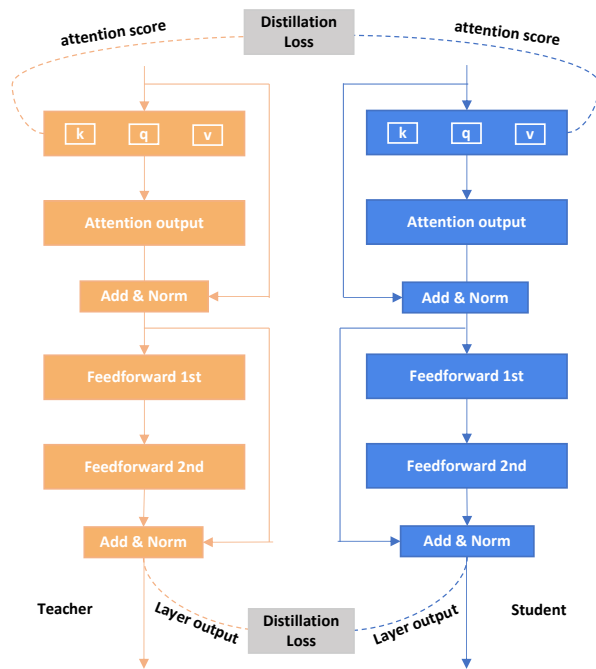 attention score
Distillation
Loss
attention score
k q v
k q v
Attention output
Attention output
Add & Norm
Add & Norm
Feedforward 1st
Feedforward 1st
Feedforward 2nd
Feedforward 2nd
Add & Norm
Add & Norm
Teacher
Layer output
Distillation
Loss
Layer output
Student